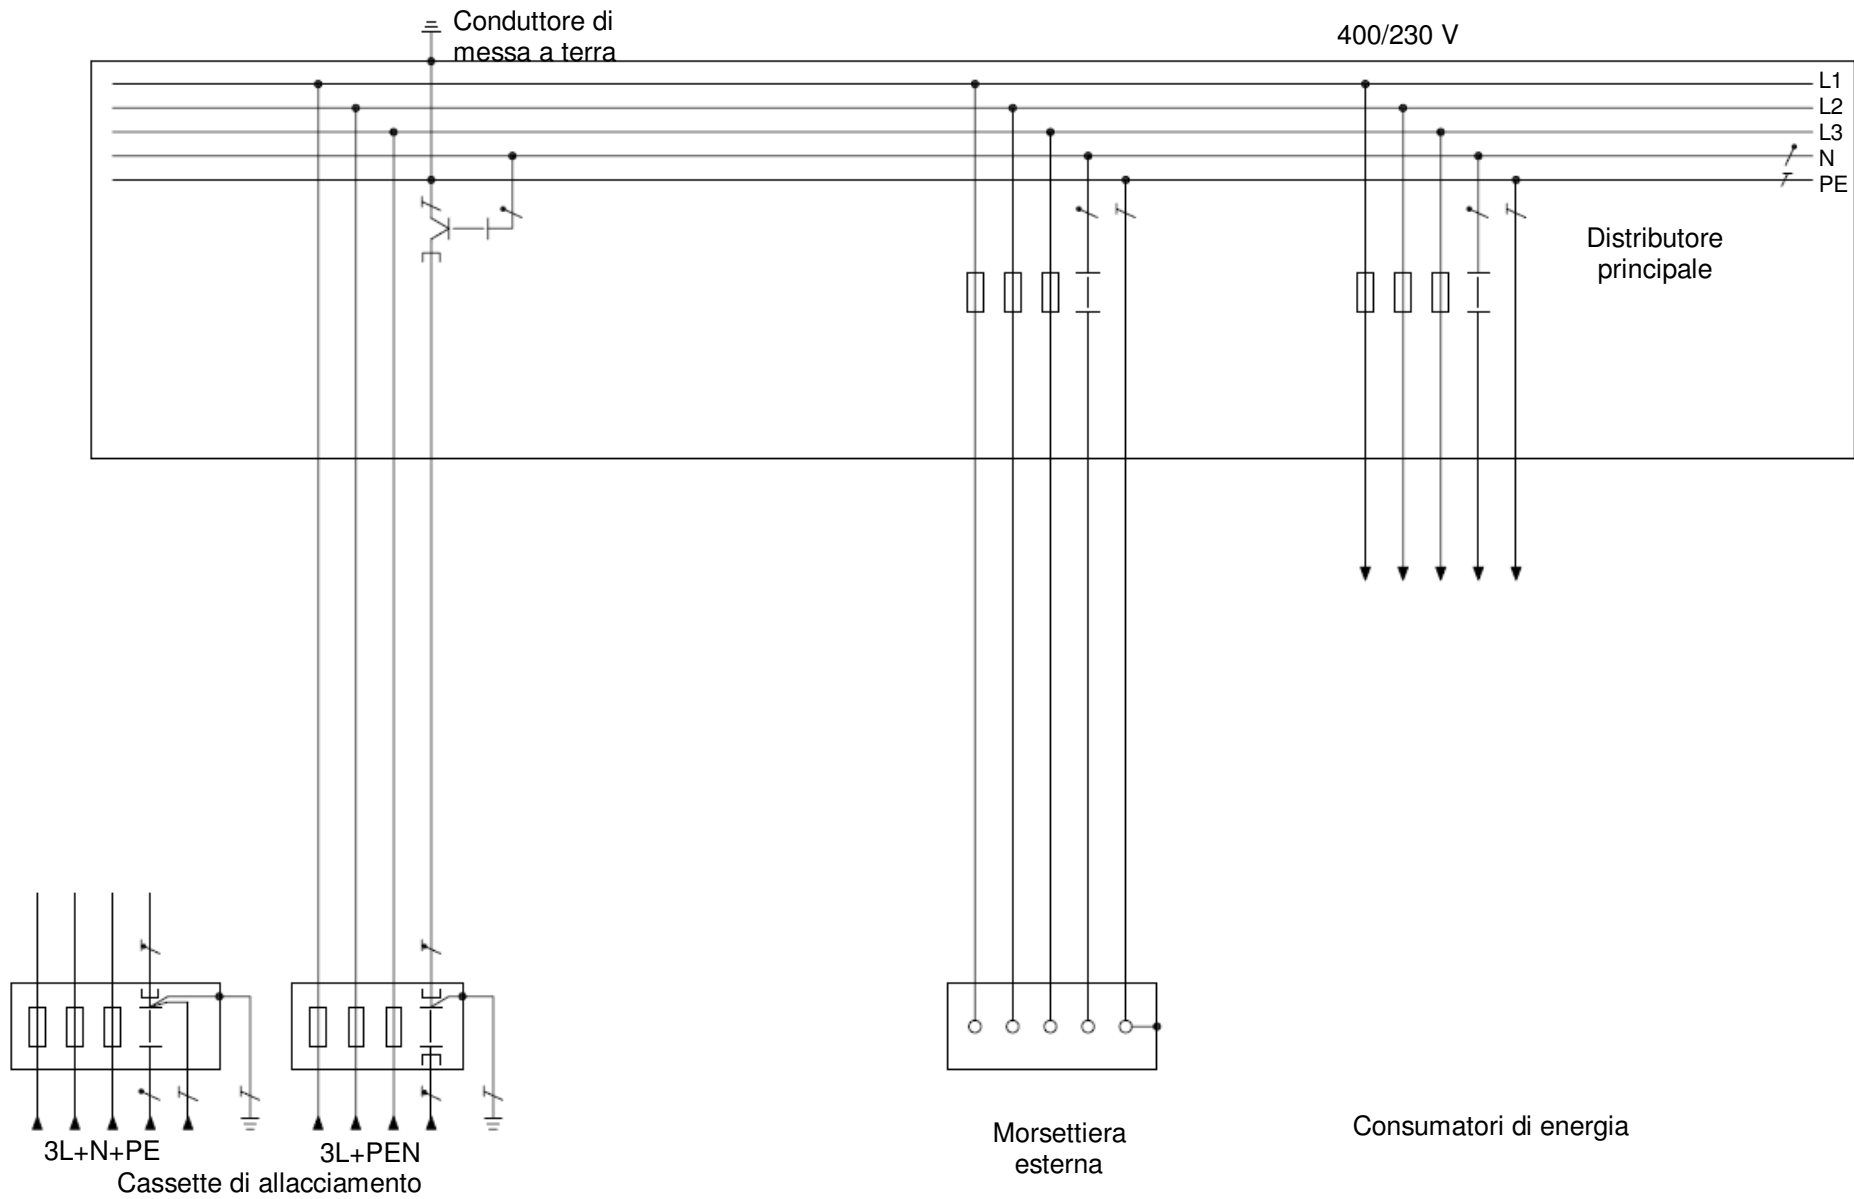 Conduttore di
messa a terra
400/230 V
L1
L2
L3
N
PE
Distributore
principale
3L+N+PE
3L+PEN
Cassette di allacciamento
Morsettiera
esterna
Consumatori di energia